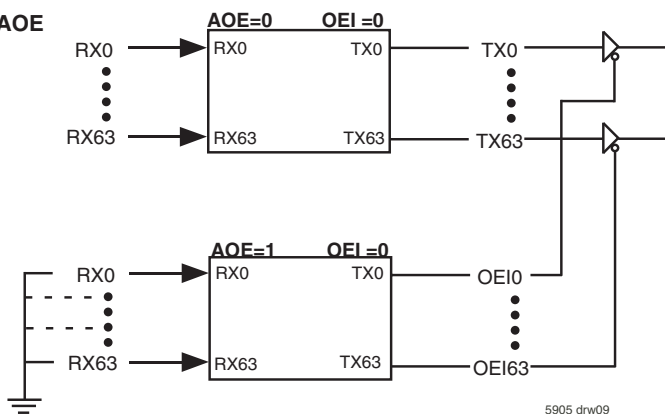 AOE
AOE=0 OEI =0
RX0 RX0 TX0 TX0
RX63 RX63 TX63 TX63
AOE=1 OEI =0
RX0 RX0 TX0 OEI0
RX63 RX63 TX63 OEI63
5905 drw09